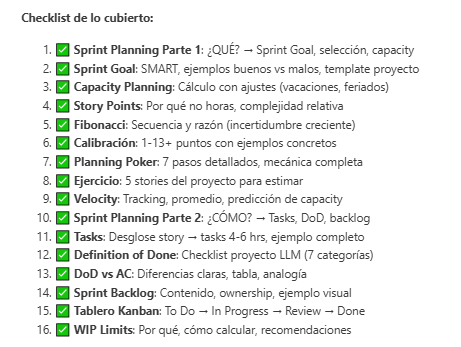 Checklist de lo cubierto:
1. ✅ Sprint Planning Parte 1: ¿QUÉ? → Sprint Goal, selección, capacity
2. ✅ Sprint Goal: SMART, ejemplos buenos vs malos, template proyecto
3. ✅ Capacity Planning: Cálculo con ajustes (vacaciones, feriados)
4. ✅ Story Points: Por qué no horas, complejidad relativa
5. ✅ Fibonacci: Secuencia y razón (incertidumbre creciente)
6. ✅ Calibración: 1-13+ puntos con ejemplos concretos
7. ✅ Planning Poker: 7 pasos detallados, mecánica completa
8. ✅ Ejercicio: 5 stories del proyecto para estimar
9. ✅ Velocity: Tracking, promedio, predicción de capacity
10. ✅ Sprint Planning Parte 2: ¿CÓMO? → Tasks, DoD, backlog
11. ✅ Tasks: Desglose story → tasks 4-6 hrs, ejemplo completo
12. ✅ Definition of Done: Checklist proyecto LLM (7 categorías)
13. ✅ DoD vs AC: Diferencias claras, tabla, analogía
14. ✅ Sprint Backlog: Contenido, ownership, ejemplo visual
15. ✅ Tablero Kanban: To Do → In Progress → Review → Done
16. ✅ WIP Limits: Por qué, cómo calcular, recomendaciones